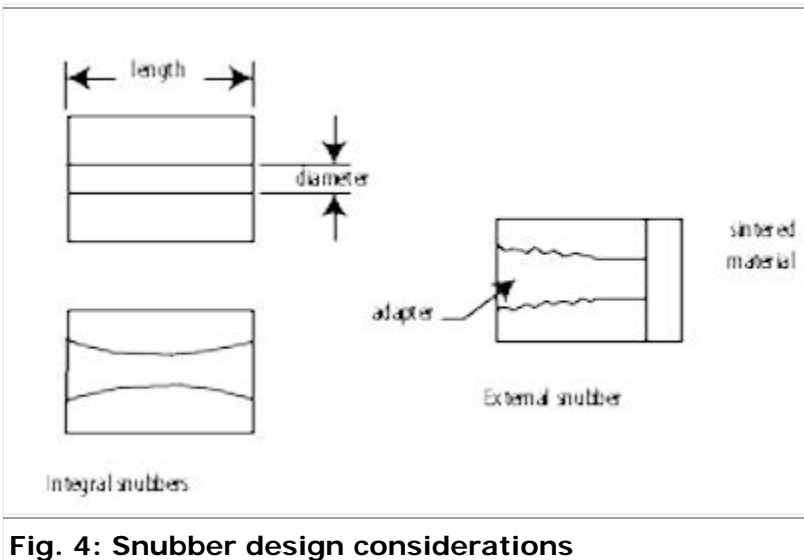 length
diameter
Integral snubbers
adapter
sintered
material
External snubber
Fig. 4: Snubber design considerations